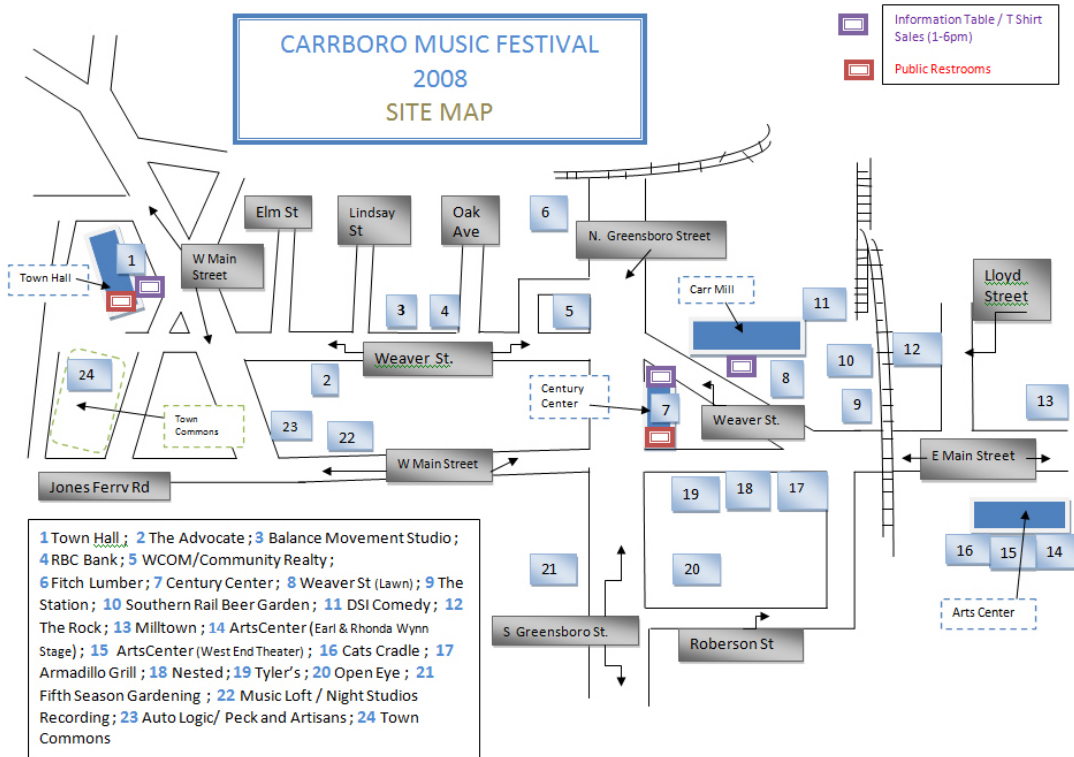 CARRBORO MUSIC FESTIVAL
2008
SITE MAP
Information Table / T Shirt
Sales (1-6pm)
Public Restrooms
Elm St
Lindsay
St
Oak
Ave
6
N. Greensboro Street
1
Town Hall
W Main
Street
Lloyd
Street
Carr Mill
11
3
4
5
Weaver St.
10
12
24
2
Century
Center
8
7
9
13
Town
Commons
23
22
Weaver St.
W Main Street
E Main Street
Jones Ferrv Rd
19
18
17
16
15
14
21
20
Arts Center
S Greensboro St.
Roberson St
1 Town Hall ; 2 The Advocate ; 3 Balance Movement Studio ;
4 RBC Bank ; 5 WCOM/Community Realty ;
6 Fitch Lumber ; 7 Century Center ; 8 Weaver St (Lawn) ; 9 The
Station ; 10 Southern Rail Beer Garden ; 11 DSI Comedy ; 12
The Rock ; 13 Milltown ; 14 ArtsCenter (Earl & Rhonda Wynn
Stage) ; 15 ArtsCenter (West End Theater) ; 16 Cats Cradle ; 17
Armadillo Grill ; 18 Nested ; 19 Tyler's ; 20 Open Eye ; 21
Fifth Season Gardening ; 22 Music Loft / Night Studios
Recording ; 23 Auto Logic/ Peck and Artisans ; 24 Town
Commons